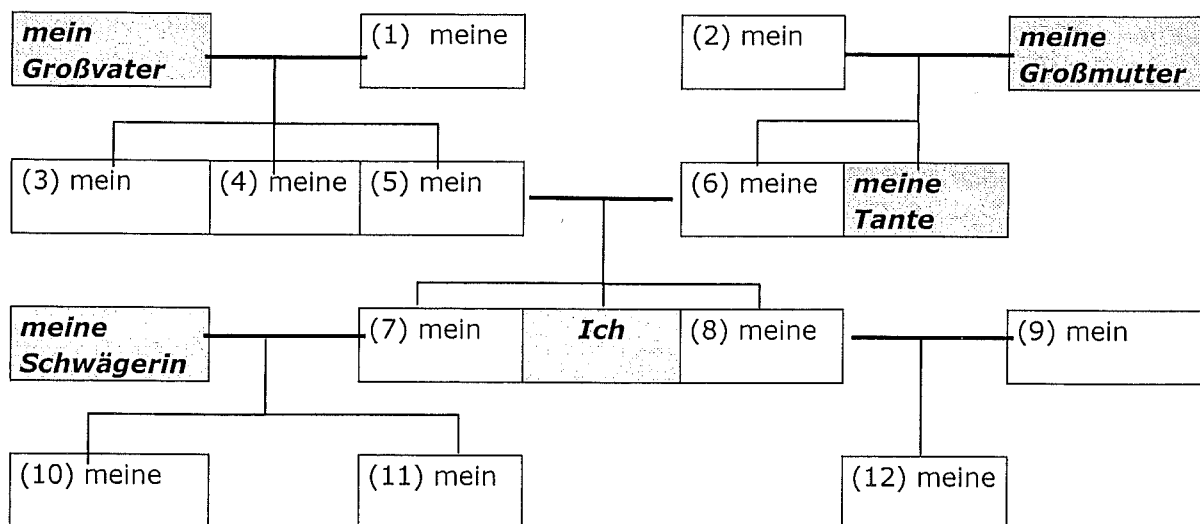 mein
Großvater
(1) meine
(2) mein
meine
Großmutter
(3) mein
(4) meine
(5) mein
(6) meine
meine
Tante
meine
Schwägerin
(7) mein
Ich
(8) meine
(9) mein
(10) meine
(11) mein
(12) meine